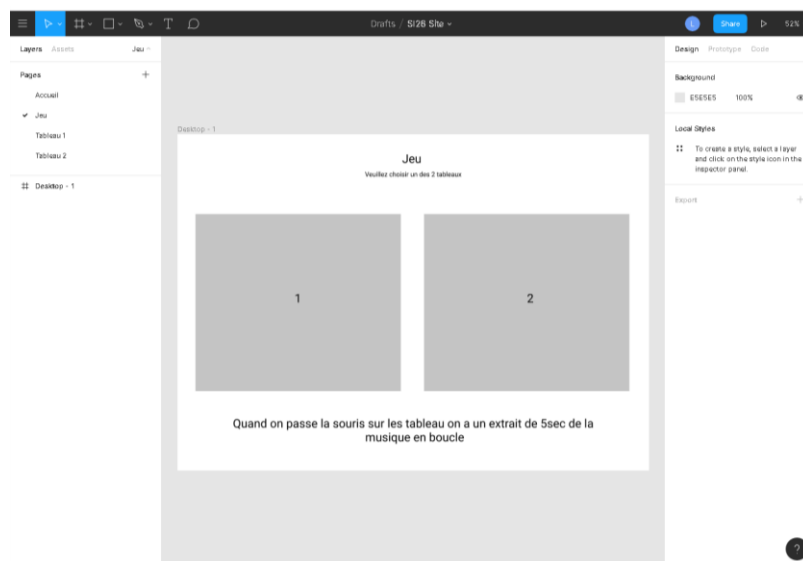 Drafts / SI26 Site
L
Share
52%
Layers
Assets
Jeu
Design
Prototype
Code
Pages
Accueil
Jeu
Tableau 1
Tableau 2
Desktop - 1
Desktop - 1
Jeu
Veuillez choisir un des 2 tableaux
1
2
Quand on passe la souris sur les tableau on a un extrait de 5sec de la
musique en boucle
Background
E5E5E5
100%
Local Styles
To create a style, select a layer
and click on the style icon in the
inspector panel.
Export
?